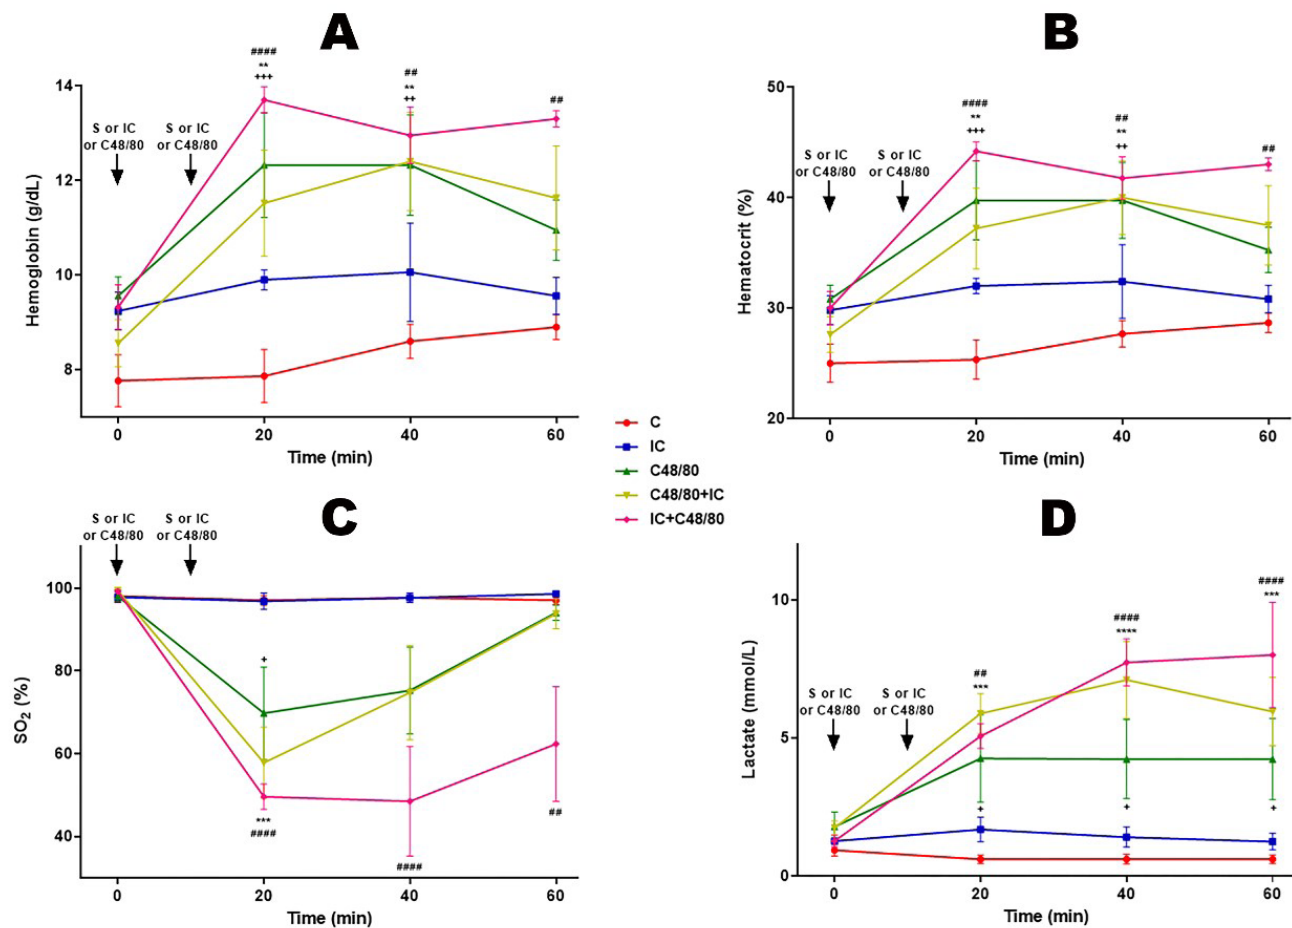 A
####
**
+++
##
**
++
##
S or IC
or C48/80
S or IC
or C48/80
14
12
10
8
Hemoglobin (g/dL)
0
20
40
60
Time (min)
B
####
**
+++
##
**
++
##
S or IC
or C48/80
S or IC
or C48/80
50
40
30
20
Hematocrit (%)
0
20
40
60
Time (min)
C
IC
C48/80
C48/80+IC
IC+C48/80
C
S or IC
or C48/80
S or IC
or C48/80
+
***
####
####
##
100
80
60
40
SO2 (%)
0
20
40
60
Time (min)
D
##
***
####
****
####
***
S or IC
or C48/80
S or IC
or C48/80
+
+
+
10
5
0
Lactate (mmol/L)
0
20
40
60
Time (min)